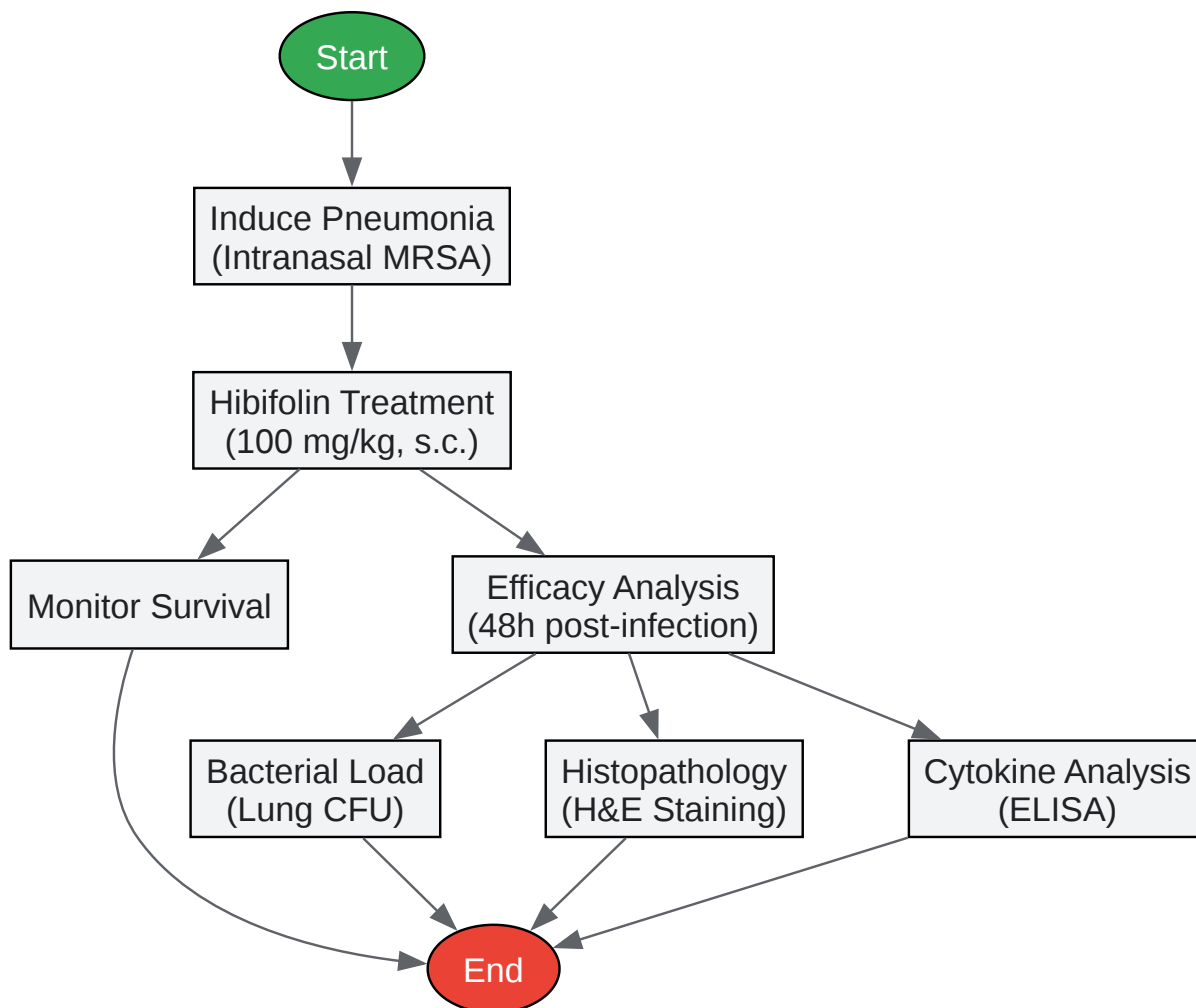 Start
Induce Pneumonia
(Intranasal MRSA)
Hibifolin Treatment
(100 mg/kg, s.c.)
Monitor Survival
Efficacy Analysis
(48h post-infection)
Bacterial Load
(Lung CFU)
Histopathology
(H&E Staining)
Cytokine Analysis
(ELISA)
End